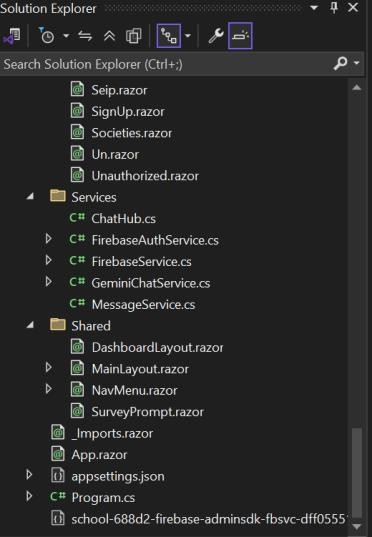 Solution Explorer
Search Solution Explorer (Ctrl+;)
Seip.razor
SignUp.razor
Societies.razor
Un.razor
Unauthorized.razor
Services
C# ChatHub.cs
C# FirebaseAuthService.cs
C# FirebaseService.cs
C# GeminiChatService.cs
C# MessageService.cs
Shared
DashboardLayout.razor
MainLayout.razor
NavMenu.razor
SurveyPrompt.razor
_Imports.razor
App.razor
appsettings.json
C# Program.cs
school-688d2-firebase-adminsdk-fbsvc-dff0555